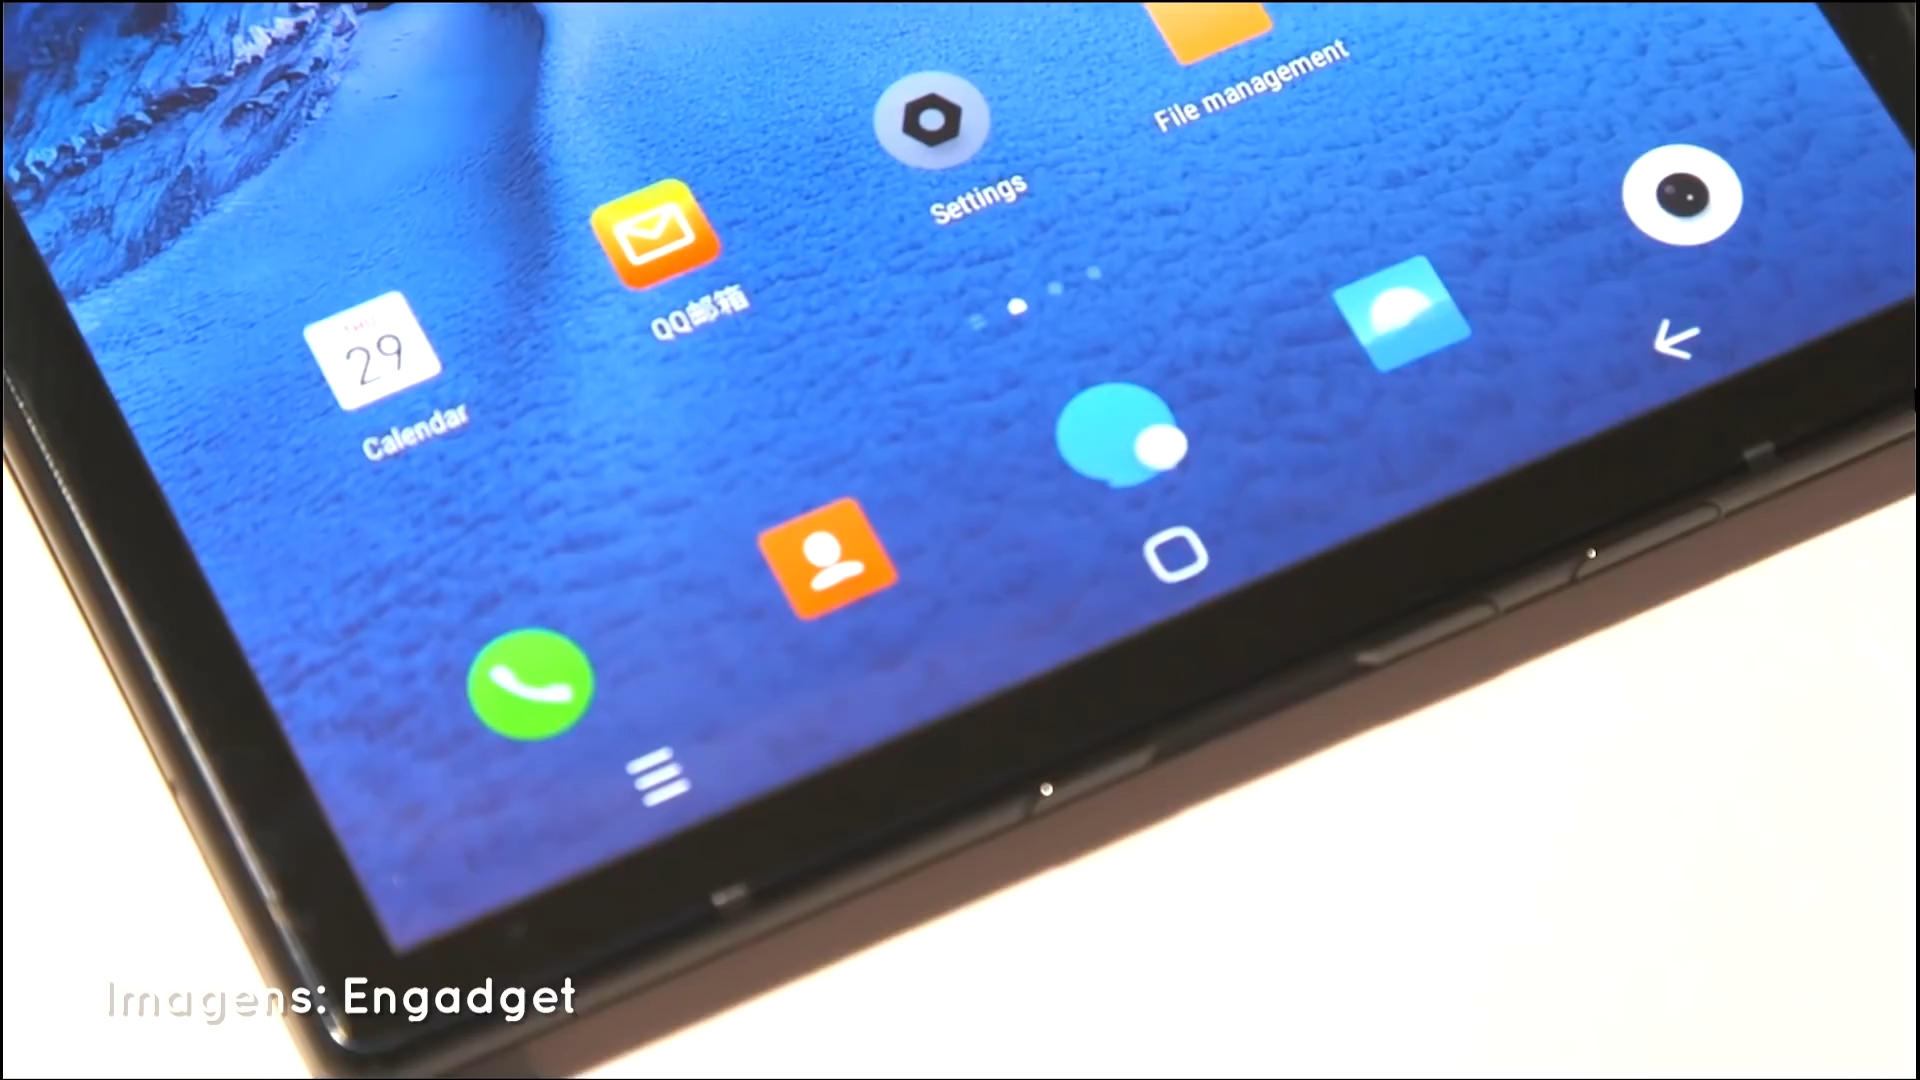 File management
Settings
QQ邮箱
29
Calendar
Imagens: Engadget